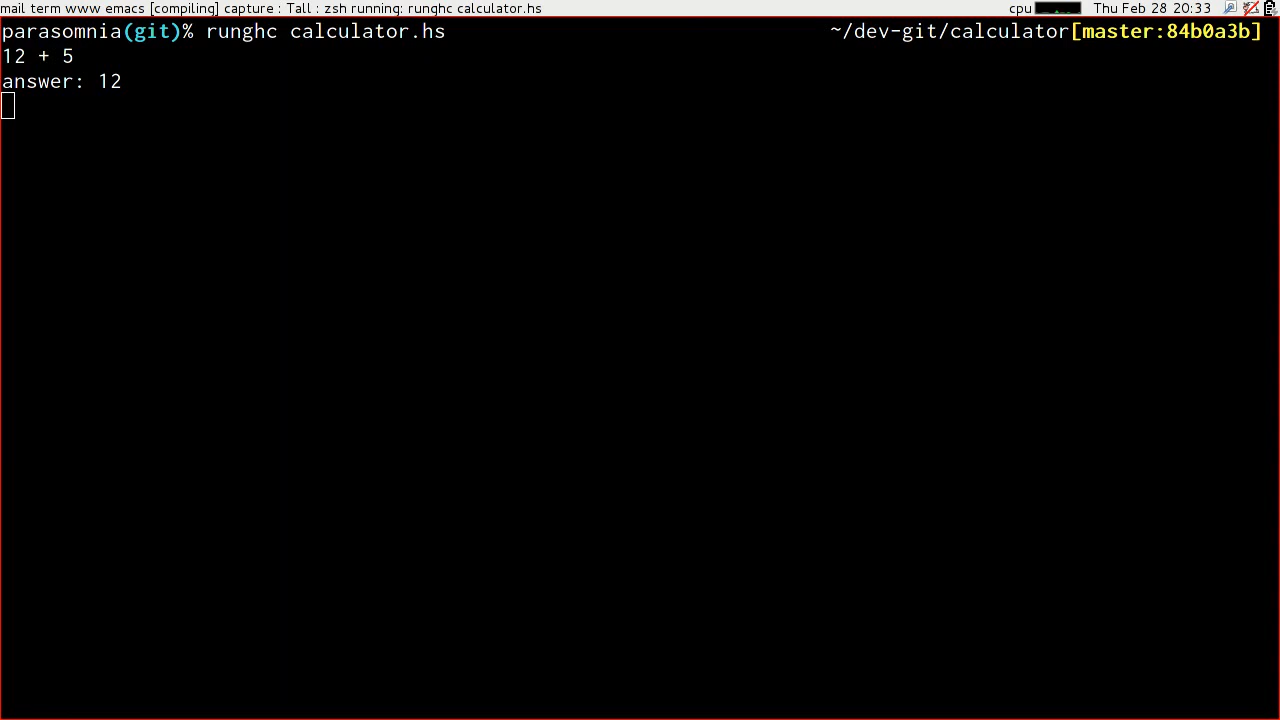 mail term www emacs [compiling] capture : Tall : zsh running: runghc calculator.hs cpu Thu Feb 28 20:33
parasomnia(git)% runghc calculator.hs ~/dev-git/calculator[master:84b0a3b]
12 + 5
answer: 12